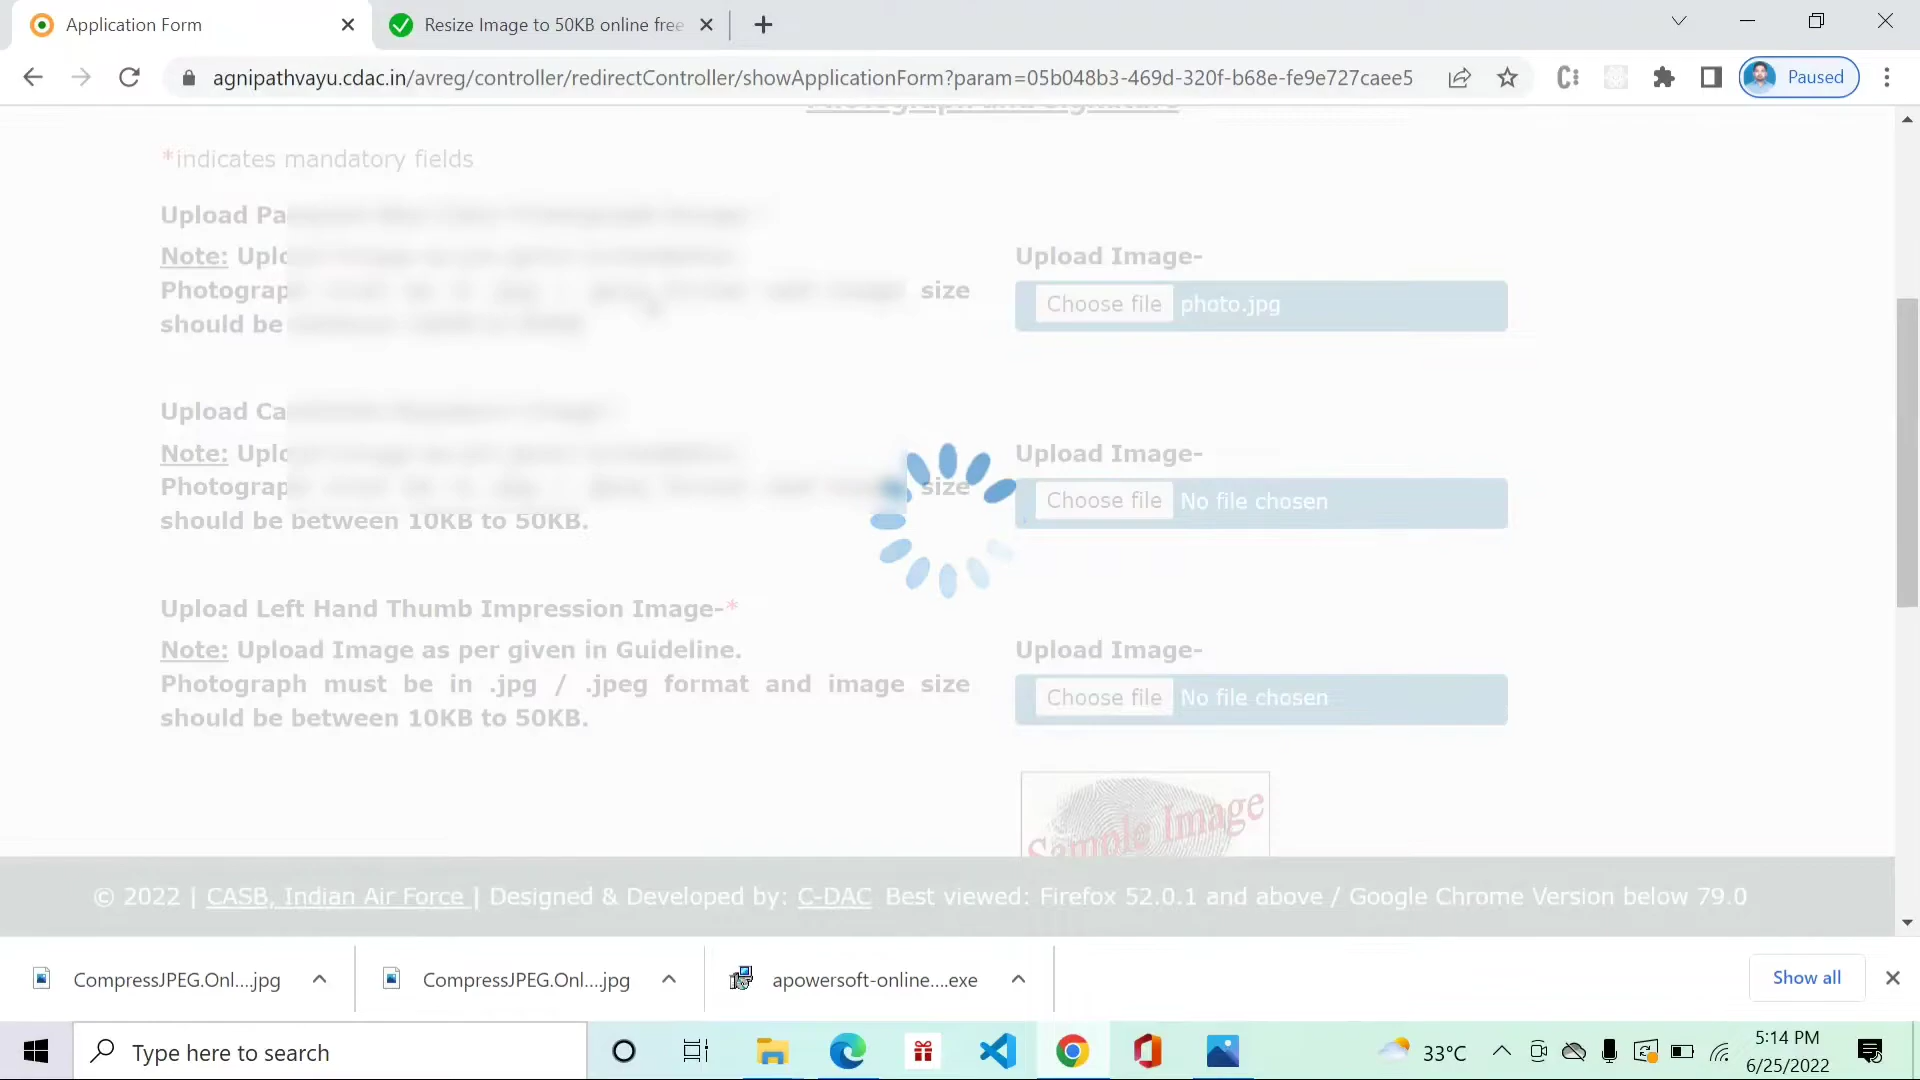 Application Form
Resize Image to 50KB online free
agnipathvayu.cdac.in/avreg/controller/redirectController/showApplicationForm?param=05b048b3-469d-320f-b68e-fe9e727caee5
Paused
Photograph and Signature
*indicates mandatory fields
Upload Pa
Note: Uplo
Photograp size
should be
Upload Image-
Choose file photo.jpg
Upload Ca
Note: Uplo
Photograp size
should be between 10KB to 50KB.
Upload Image-
Choose file No file chosen
Upload Left Hand Thumb Impression Image-*
Note: Upload Image as per given in Guideline.
Photograph must be in .jpg / .jpeg format and image size
should be between 10KB to 50KB.
Upload Image-
Choose file No file chosen
Sample Image
© 2022 | CASB, Indian Air Force | Designed & Developed by: C-DAC Best viewed: Firefox 52.0.1 and above / Google Chrome Version below 79.0
CompressJPEG.Onl....jpg
CompressJPEG.Onl....jpg
apowersoft-online....exe
Show all
Type here to search
33°C
5:14 PM
6/25/2022